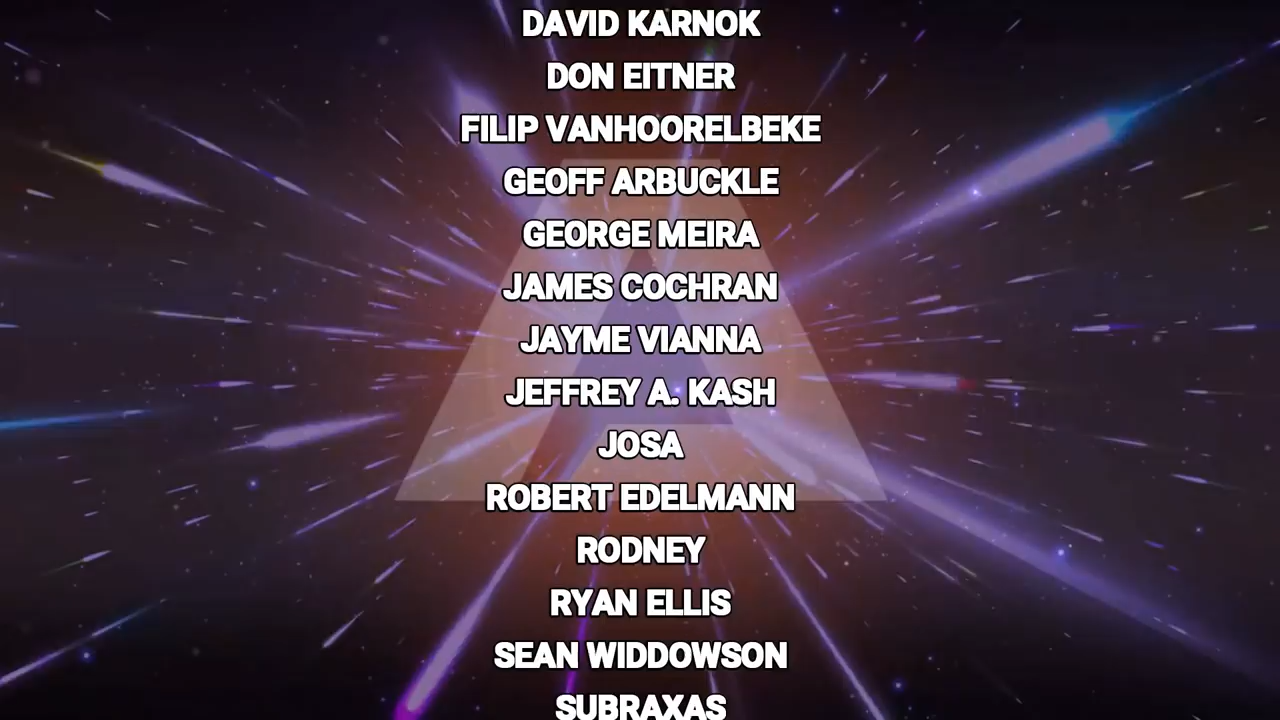 DAVID KARNOK
DON EITNER
FILIP VANHOORELBEKE
GEOFF ARBUCKLE
GEORGE MEIRA
JAMES COCHRAN
JAYME VIANNA
JEFFREY A. KASH
JOSA
ROBERT EDELMANN
RODNEY
RYAN ELLIS
SEAN WIDDOWSON
SUBRAXAS